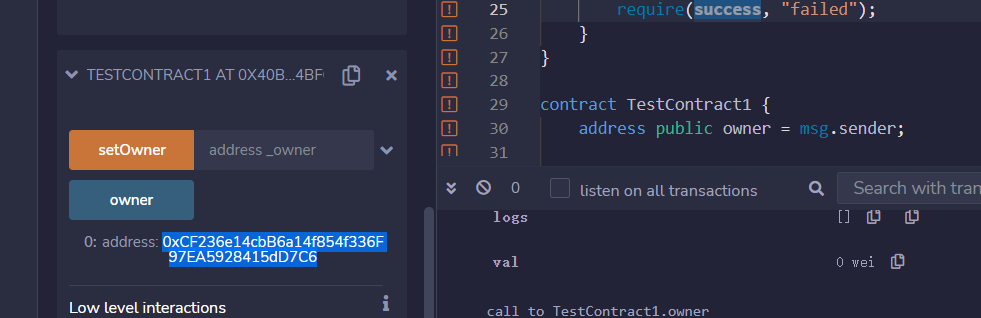 TESTCONTRACT1 AT 0X40B...4BF
setOwner
address _owner
owner
0: address: 0xCF236e14cbB6a14f854f336F
97EA5928415dD7C6
Low level interactions
i
25 require(success, "failed");
26 }
27 }
28
29 contract TestContract1 {
30 address public owner = msg.sender;
31
0
listen on all transactions
Search with tran
logs []
val 0 wei
call to TestContract1.owner